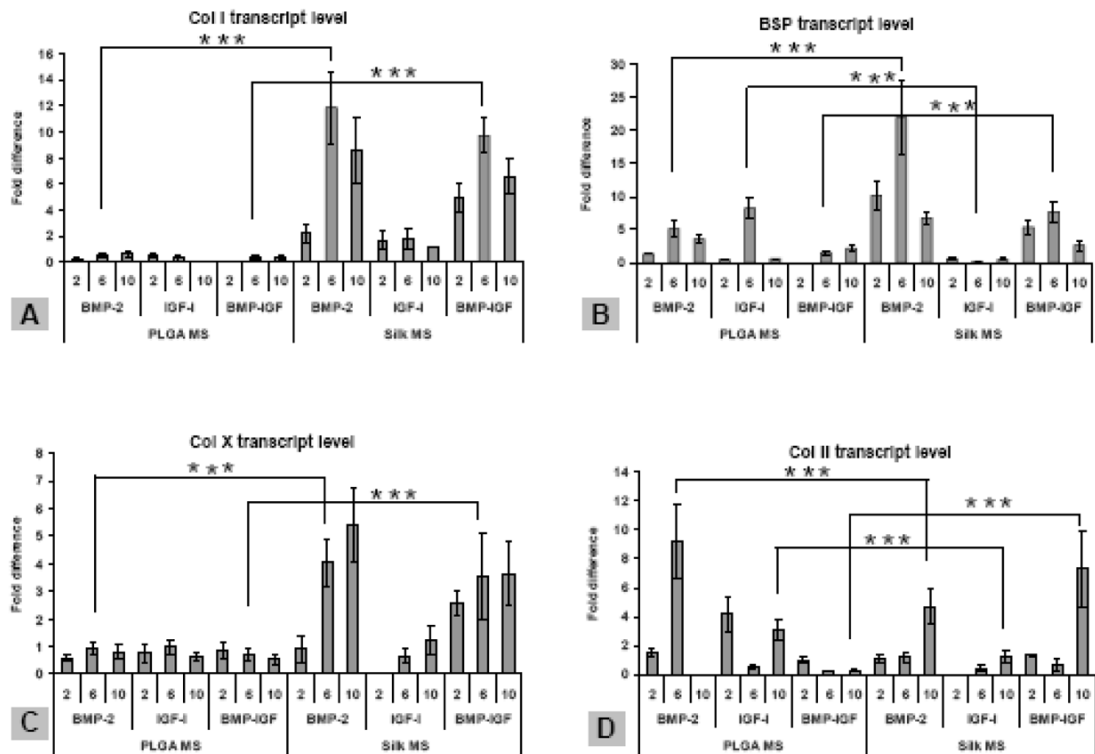 Col I transcript level
* * *
* * *
Fold difference
16
14
12
10
8
6
4
2
0
2 6 10 2 6 10 2 6 10 2 6 10 2 6 10 2 6 10
BMP-2 IGF-I BMP-IGF BMP-2 IGF-I BMP-IGF
PLGA MS Silk MS
A
BSP transcript level
* * *
* * *
* * *
Fold difference
30
25
20
15
10
5
0
2 6 10 2 6 10 2 6 10 2 6 10 2 6 10 2 6 10
BMP-2 IGF-I BMP-IGF BMP-2 IGF-I BMP-IGF
PLGA MS Silk MS
B
Col X transcript level
* * *
* * *
Fold difference
8
7
6
5
4
3
2
1
0
2 6 10 2 6 10 2 6 10 2 6 10 2 6 10 2 6 10
BMP-2 IGF-I BMP-IGF BMP-2 IGF-I BMP-IGF
PLGA MS Silk MS
C
Col II transcript level
* * *
* * *
* * *
Fold difference
14
12
10
8
6
4
2
0
2 6 10 2 6 10 2 6 10 2 6 10 2 6 10 2 6 10
BMP-2 IGF-I BMP-IGF BMP-2 IGF-I BMP-IGF
PLGA MS Silk MS
D